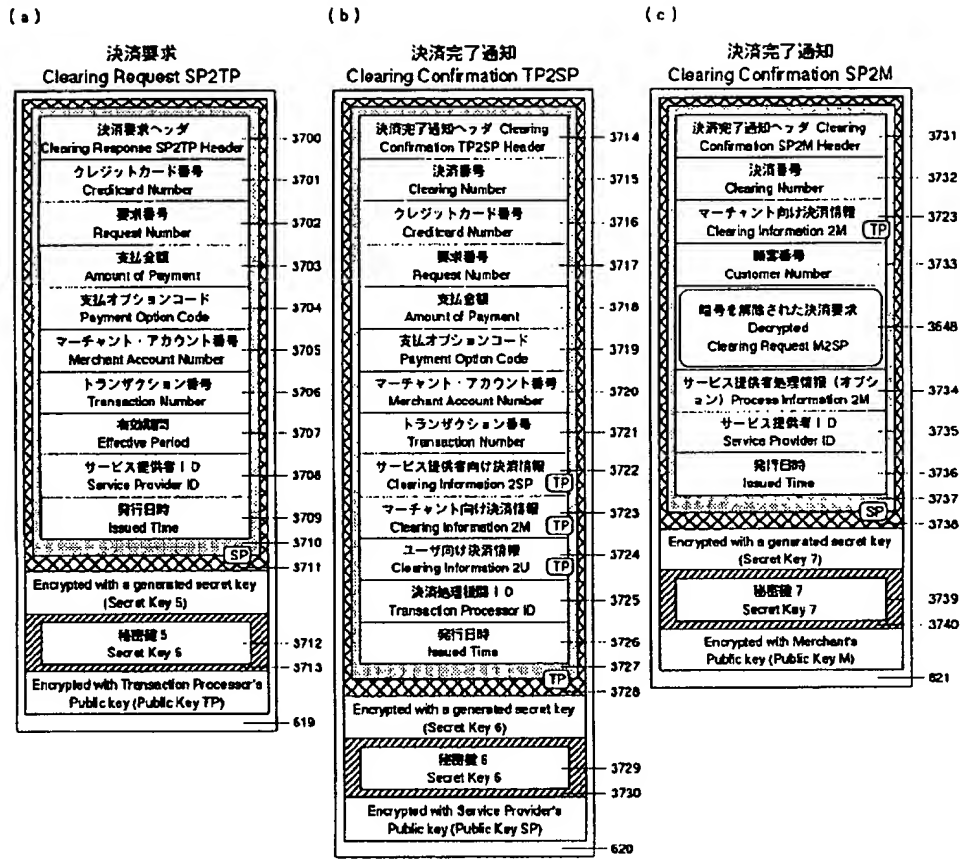 (a)
決済要求
Clearing Request SP2TP
決済要求ヘッダ
Clearing Response SP2TP Header
3700
クレジットカード番号
Creditcard Number
3701
要求番号
Request Number
3702
支払金額
Amount of Payment
3703
支払オプションコード
Payment Option Code
3704
マーチャント・アカウント番号
Merchant Account Number
3705
トランザクション番号
Transaction Number
3706
有効期間
Effective Period
3707
サービス提供者ID
Service Provider ID
3708
発行日時
Issued Time
3709
3710
SP
3711
Encrypted with a generated secret key
(Secret Key 5)
秘密鍵5
Secret Key 5
3712
3713
Encrypted with Transaction Processor's
Public key (Public Key TP)
619
(b)
決済完了通知
Clearing Confirmation TP2SP
決済完了通知ヘッダ Clearing
Confirmation TP2SP Header
3714
決済番号
Clearing Number
3715
クレジットカード番号
Creditcard Number
3716
要求番号
Request Number
3717
支払金額
Amount of Payment
3718
支払オプションコード
Payment Option Code
3719
マーチャント・アカウント番号
Merchant Account Number
3720
トランザクション番号
Transaction Number
3721
サービス提供者向け決済情報
Clearing Information 2SP TP
3722
マーチャント向け決済情報
Clearing Information 2M TP
3723
ユーザ向け決済情報
Clearing Information 2U TP
3724
決済処理機関ID
Transaction Processor ID
3725
発行日時
Issued Time
3726
3727
TP
3728
Encrypted with a generated secret key
(Secret Key 6)
秘密鍵6
Secret Key 6
3729
3730
Encrypted with Service Provider's
Public key (Public Key SP)
620
(c)
決済完了通知
Clearing Confirmation SP2M
決済完了通知ヘッダ Clearing
Confirmation SP2M Header
3731
決済番号
Clearing Number
3732
マーチャント向け決済情報
Clearing Information 2M TP
3723
顧客番号
Customer Number
3733
暗号を解除された決済要求
Decrypted
Clearing Request M2SP
3648
サービス提供者処理情報(オプシ
ョン) Process Information 2M
3734
サービス提供者ID
Service Provider ID
3735
発行日時
Issued Time
3736
3737
SP
3738
Encrypted with a generated secret key
(Secret Key 7)
秘密鍵7
Secret Key 7
3739
3740
Encrypted with Merchant's
Public key (Public Key M)
621